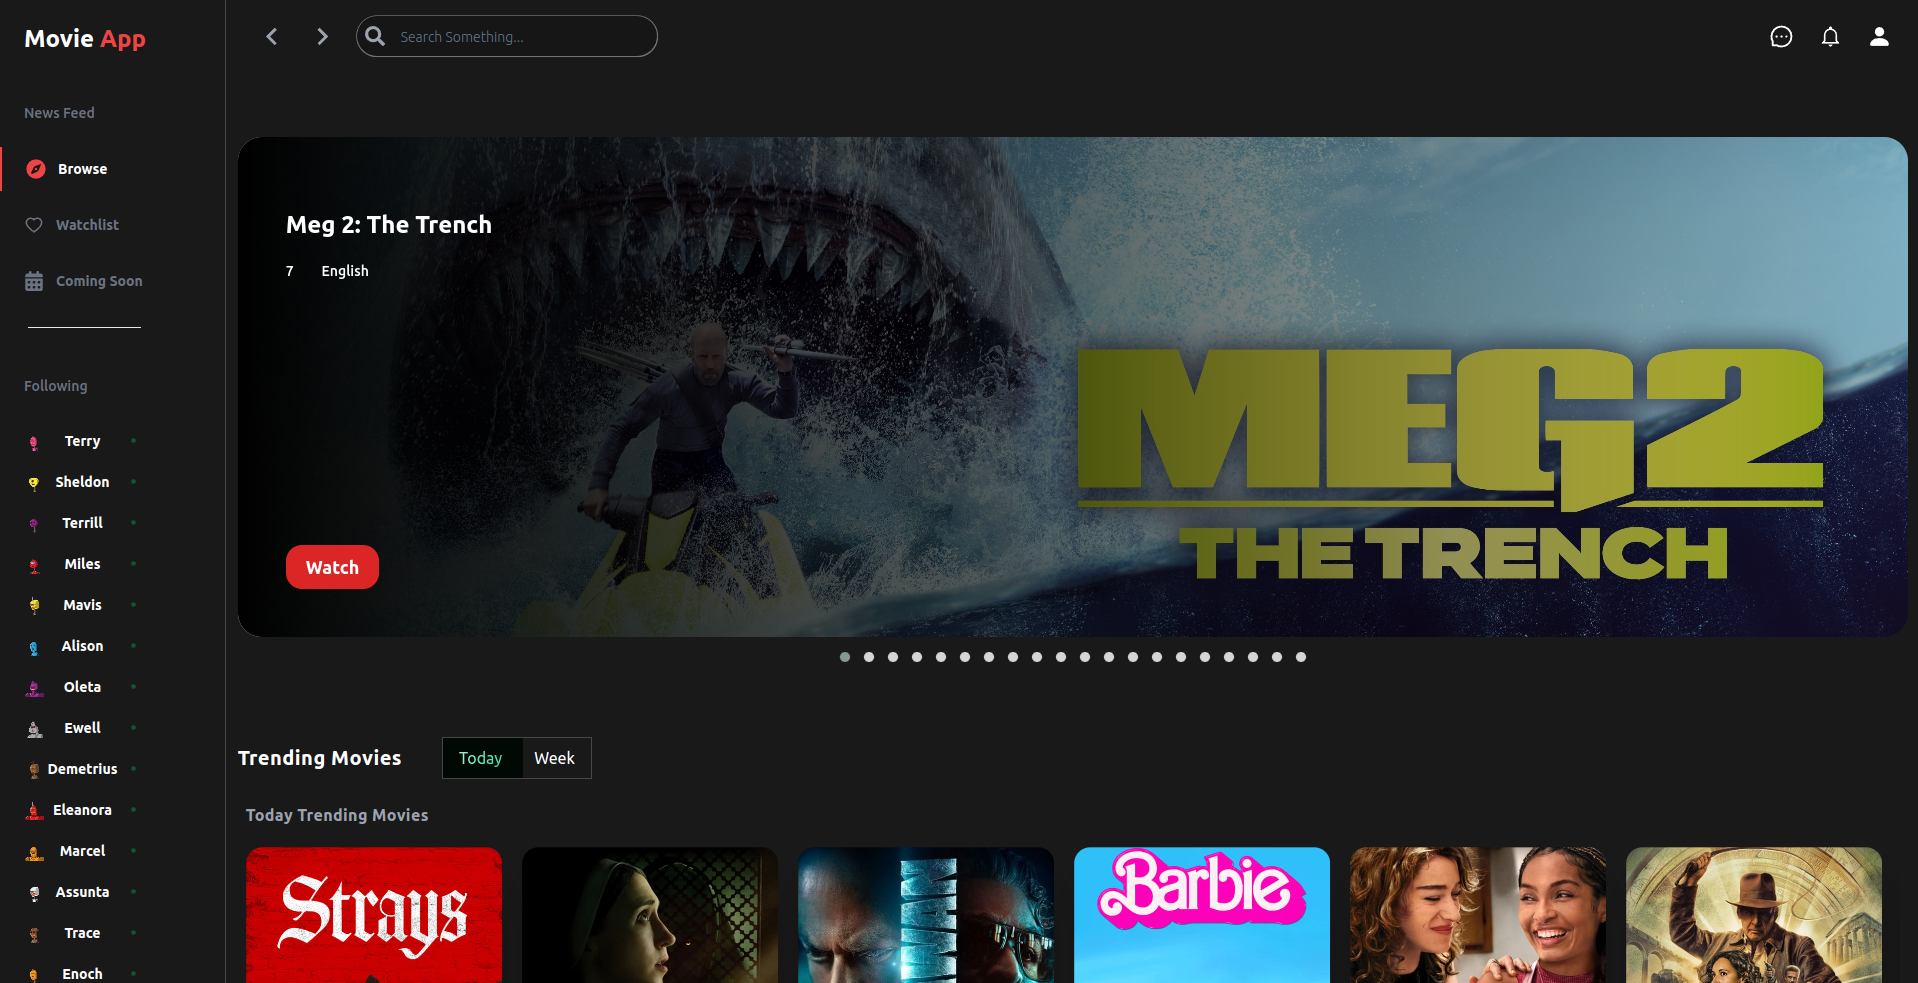 Movie App
Search Something...
News Feed
Browse
Watchlist
Coming Soon
Following
Terry
Sheldon
Terrill
Miles
Mavis
Alison
Oleta
Ewell
Demetrius
Eleanora
Marcel
Assunta
Trace
Enoch
Meg 2: The Trench
7 English
Watch
MEG2
THE TRENCH
Trending Movies
Today Week
Today Trending Movies
Strays
Barbie